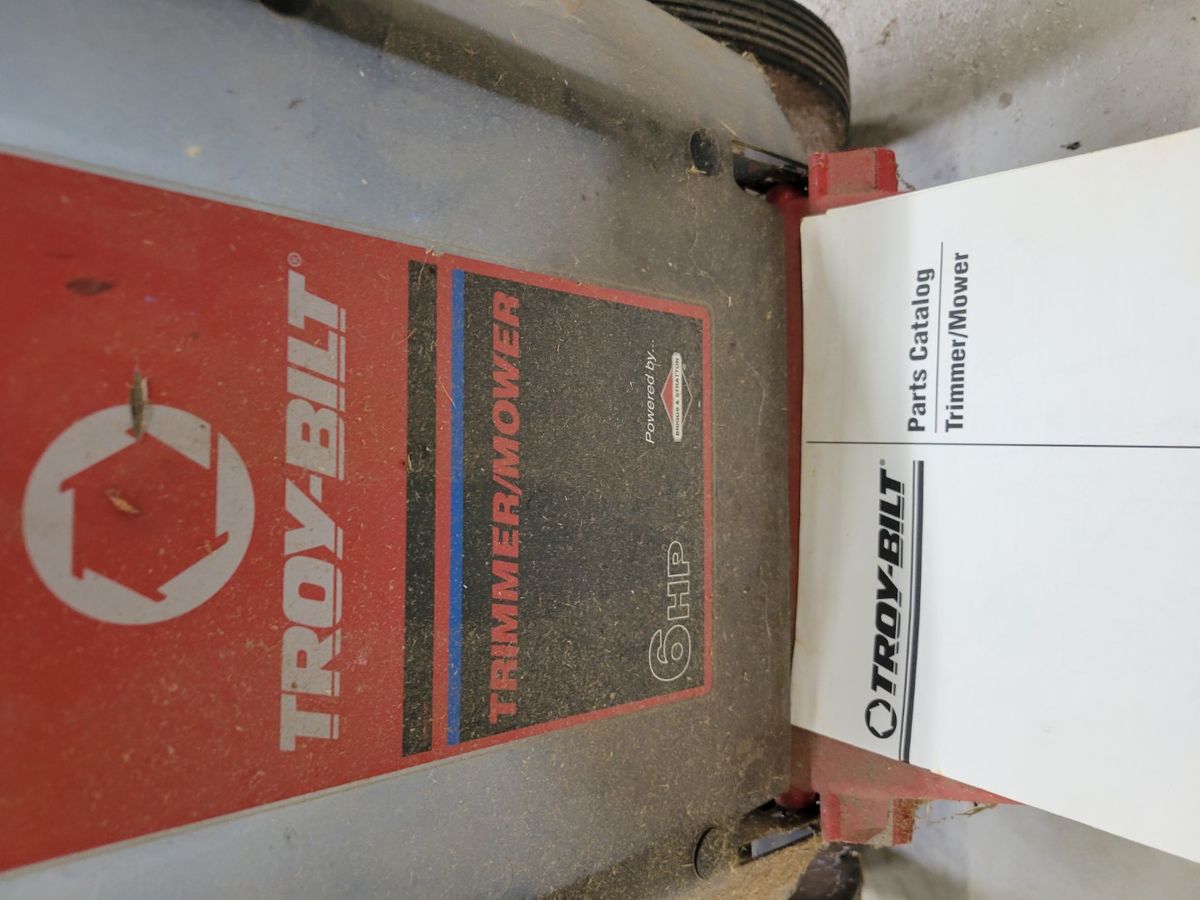 TROY-BILT®
TRIMMER/MOWER
6HP
Powered by...
BRIGGS & STRATTON
TROY-BILT®
Parts Catalog
Trimmer/Mower